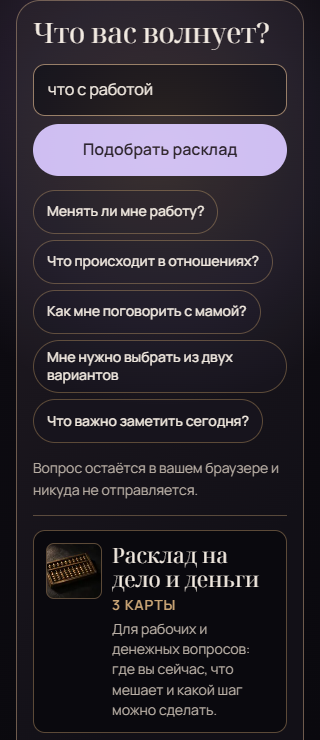 Что вас волнует?
что с работой
Подобрать расклад
Менять ли мне работу?
Что происходит в отношениях?
Как мне поговорить с мамой?
Мне нужно выбрать из двух
вариантов
Что важно заметить сегодня?
Вопрос остаётся в вашем браузере и
никуда не отправляется.
Расклад на
дело и деньги
3 КАРТЫ
Для рабочих и
денежных вопросов:
где вы сейчас, что
мешает и какой шаг
можно сделать.